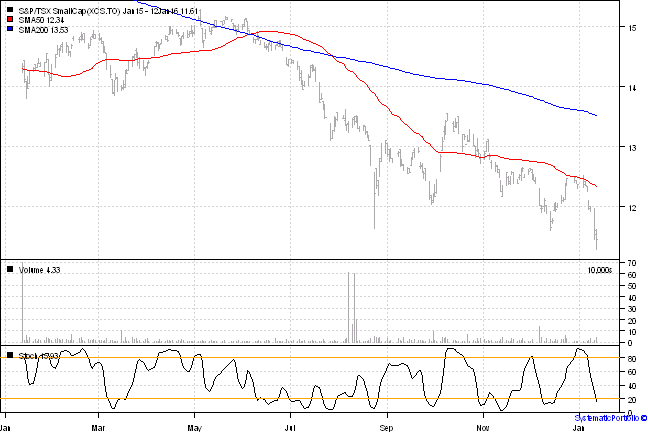 S&P/TSX SmallCap(XCS.TO) Jan15 - 12Jan16 11.61
SMA50 12.34
SMA200 13.53
15
14
13
12
Volume 4.33
10,000s
70
60
50
40
30
20
10
0
Stoch 15.93
80
60
40
20
0
Jan
Mar
May
Jul
Sep
Nov
Jan
SystematicPortfolio ©